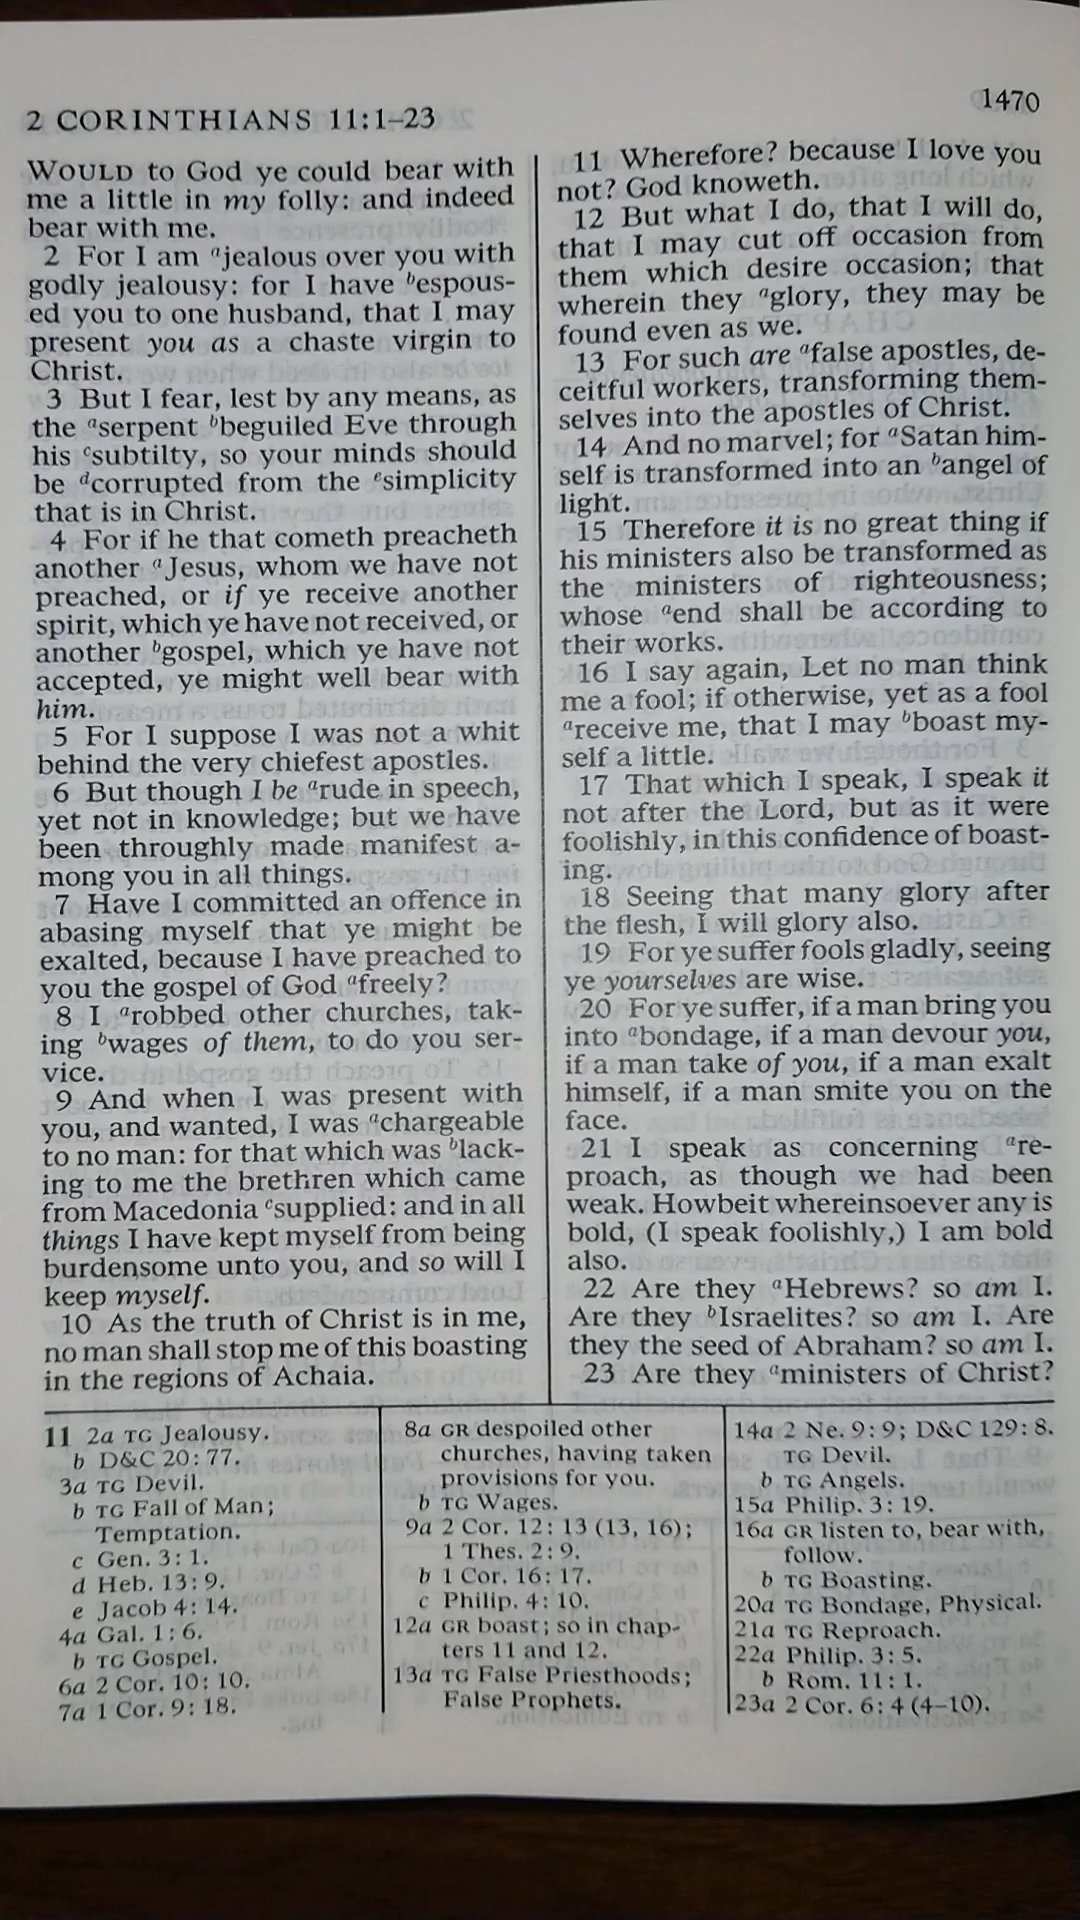 2 CORINTHIANS 11:1–23
1470
WOULD to God ye could bear with
me a little in my folly: and indeed
bear with me.
2 For I am ajealous over you with
godly jealousy: for I have bespous-
ed you to one husband, that I may
present you as a chaste virgin to
Christ.
3 But I fear, lest by any means, as
the aserpent bbeguiled Eve through
his csubtilty, so your minds should
be dcorrupted from the esimplicity
that is in Christ.
4 For if he that cometh preacheth
another aJesus, whom we have not
preached, or if ye receive another
spirit, which ye have not received, or
another bgospel, which ye have not
accepted, ye might well bear with
him.
5 For I suppose I was not a whit
behind the very chiefest apostles.
6 But though I be arude in speech,
yet not in knowledge; but we have
been throughly made manifest a-
mong you in all things.
7 Have I committed an offence in
abasing myself that ye might be
exalted, because I have preached to
you the gospel of God afreely?
8 I arobbed other churches, tak-
ing bwages of them, to do you ser-
vice.
9 And when I was present with
you, and wanted, I was achargeable
to no man: for that which was black-
ing to me the brethren which came
from Macedonia csupplied: and in all
things I have kept myself from being
burdensome unto you, and so will I
keep myself.
10 As the truth of Christ is in me,
no man shall stop me of this boasting
in the regions of Achaia.
11 Wherefore? because I love you
not? God knoweth.
12 But what I do, that I will do,
that I may cut off occasion from
them which desire occasion; that
wherein they aglory, they may be
found even as we.
13 For such are afalse apostles, de-
ceitful workers, transforming them-
selves into the apostles of Christ.
14 And no marvel; for aSatan him-
self is transformed into an bangel of
light.
15 Therefore it is no great thing if
his ministers also be transformed as
the ministers of righteousness;
whose aend shall be according to
their works.
16 I say again, Let no man think
me a fool; if otherwise, yet as a fool
areceive me, that I may bboast my-
self a little.
17 That which I speak, I speak it
not after the Lord, but as it were
foolishly, in this confidence of boast-
ing.
18 Seeing that many glory after
the flesh, I will glory also.
19 For ye suffer fools gladly, seeing
ye yourselves are wise.
20 For ye suffer, if a man bring you
into abondage, if a man devour you,
if a man take of you, if a man exalt
himself, if a man smite you on the
face.
21 I speak as concerning are-
proach, as though we had been
weak. Howbeit whereinsoever any is
bold, (I speak foolishly,) I am bold
also.
22 Are they aHebrews? so am I.
Are they bIsraelites? so am I. Are
they the seed of Abraham? so am I.
23 Are they aministers of Christ?
11 2a TG Jealousy.
b D&C 20: 77.
3a TG Devil.
b TG Fall of Man;
Temptation.
c Gen. 3: 1.
d Heb. 13: 9.
e Jacob 4: 14.
4a Gal. 1: 6.
b TG Gospel.
6a 2 Cor. 10: 10.
7a 1 Cor. 9: 18.
8a GR despoiled other
churches, having taken
provisions for you.
b TG Wages.
9a 2 Cor. 12: 13 (13, 16);
1 Thes. 2: 9.
b 1 Cor. 16: 17.
c Philip. 4: 10.
12a GR boast; so in chap-
ters 11 and 12.
13a TG False Priesthoods;
False Prophets.
14a 2 Ne. 9: 9; D&C 129: 8.
TG Devil.
b TG Angels.
15a Philip. 3: 19.
16a GR listen to, bear with,
follow.
b TG Boasting.
20a TG Bondage, Physical.
21a TG Reproach.
22a Philip. 3: 5.
b Rom. 11: 1.
23a 2 Cor. 6: 4 (4–10).